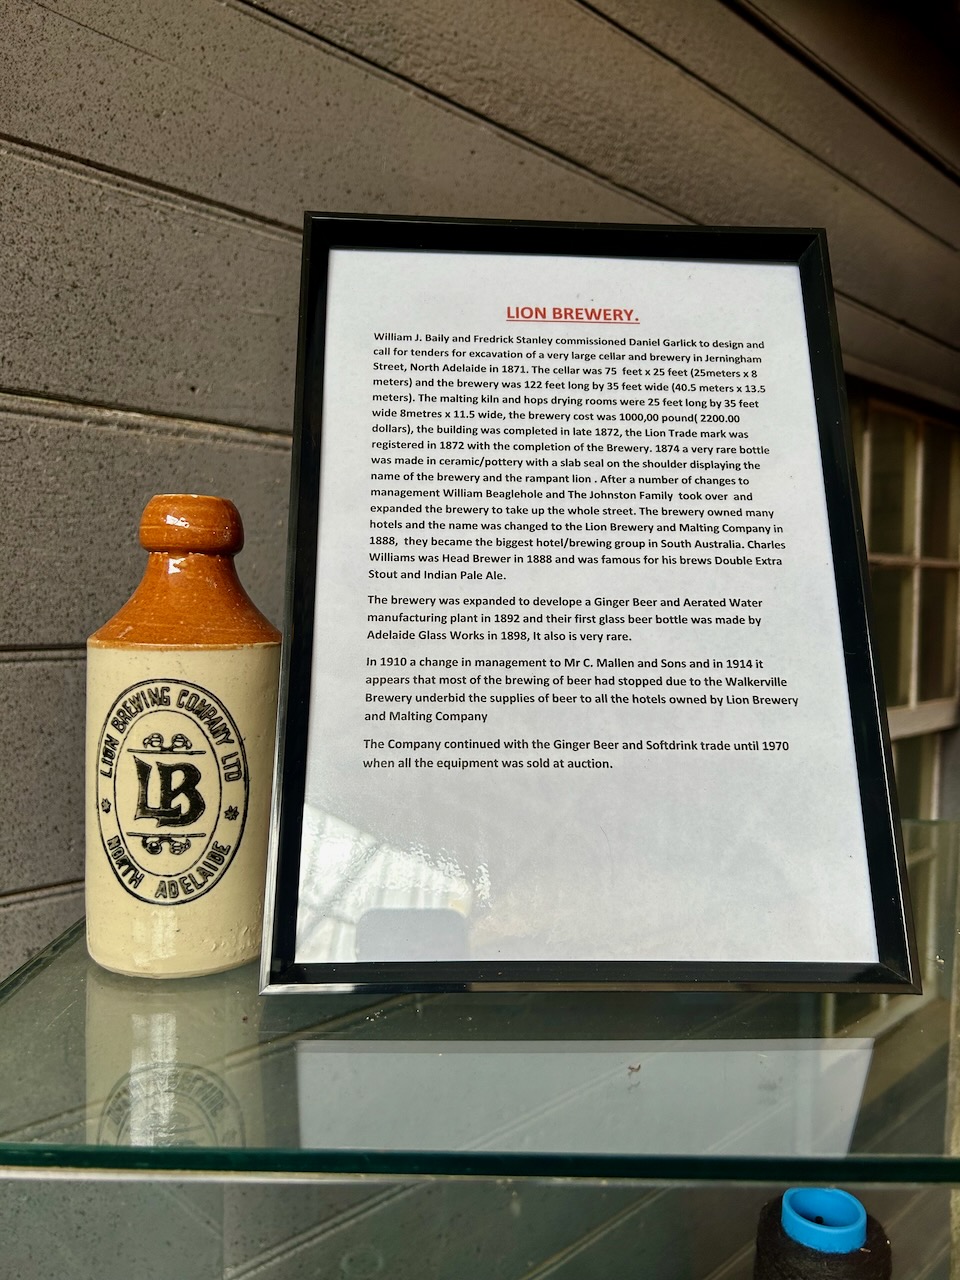 LION BREWERY.
William J. Baily and Fredrick Stanley commissioned Daniel Garlick to design and
call for tenders for excavation of a very large cellar and brewery in Jerningham
Street, North Adelaide in 1871. The cellar was 75 feet x 25 feet (25meters x 8
meters) and the brewery was 122 feet long by 35 feet wide (40.5 meters x 13.5
meters). The malting kiln and hops drying rooms were 25 feet long by 35 feet
wide 8metres x 11.5 wide, the brewery cost was 1000,00 pound( 2200.00
dollars), the building was completed in late 1872, the Lion Trade mark was
registered in 1872 with the completion of the Brewery. 1874 a very rare bottle
was made in ceramic/pottery with a slab seal on the shoulder displaying the
name of the brewery and the rampant lion . After a number of changes to
management William Beaglehole and The Johnston Family took over and
expanded the brewery to take up the whole street. The brewery owned many
hotels and the name was changed to the Lion Brewery and Malting Company in
1888, they became the biggest hotel/brewing group in South Australia. Charles
Williams was Head Brewer in 1888 and was famous for his brews Double Extra
Stout and Indian Pale Ale.
The brewery was expanded to develope a Ginger Beer and Aerated Water
manufacturing plant in 1892 and their first glass beer bottle was made by
Adelaide Glass Works in 1898, It also is very rare.
In 1910 a change in management to Mr C. Mallen and Sons and in 1914 it
appears that most of the brewing of beer had stopped due to the Walkerville
Brewery underbid the supplies of beer to all the hotels owned by Lion Brewery
and Malting Company
The Company continued with the Ginger Beer and Softdrink trade until 1970
when all the equipment was sold at auction.
LION BREWING COMPANY LTD
LB
NORTH ADELAIDE